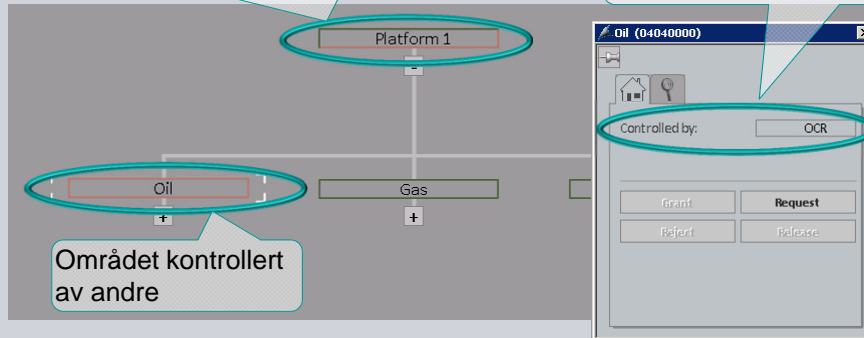 Platform 1
-
Oil (04040000)
Controlled by:
OCR
Oil
Gas
+
+
Grant
Request
Reject
Release
Området kontrollert
av andre